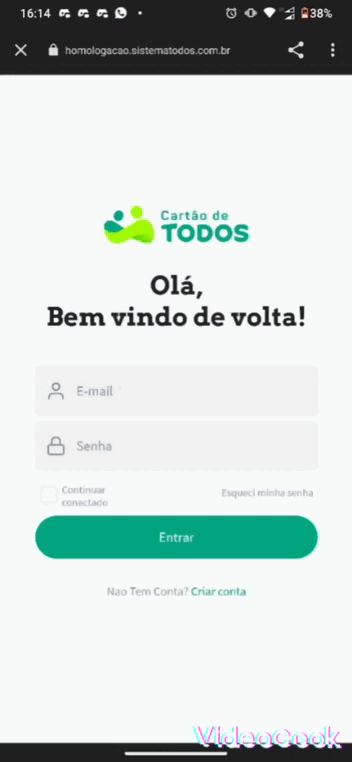 16:14
38%
homologacao.sistematodos.com.br
Cartão de
TODOS
Olá,
Bem vindo de volta!
E-mail
Senha
Continuar
conectado
Esqueci minha senha
Entrar
Nao Tem Conta? Criar conta
VideoCook